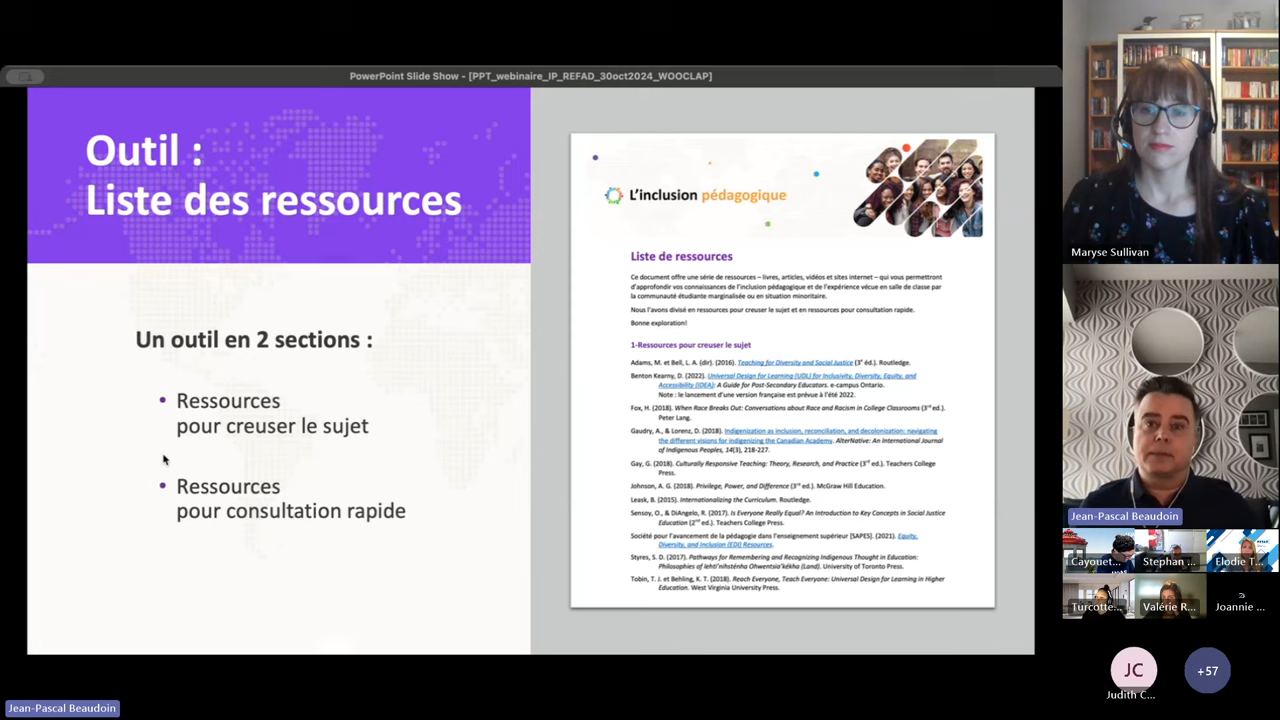 PowerPoint Slide Show - [PPT_webinaire_IP_REFAD_30oct2024_WOOCLAP]
Outil :
Liste des ressources
Un outil en 2 sections :
• Ressources
pour creuser le sujet
• Ressources
pour consultation rapide
L'inclusion pédagogique
Liste de ressources
Ce document offre une série de ressources – livres, articles, vidéos et sites internet – qui vous permettront
d'approfondir vos connaissances de l'inclusion pédagogique et de l'expérience vécue en salle de classe par
la communauté étudiante marginalisée ou en situation minoritaire.
Nous l'avons divisé en ressources pour creuser le sujet et en ressources pour consultation rapide.
Bonne exploration!
1-Ressources pour creuser le sujet
Adams, M. et Bell, L. A. (dir). (2016). Teaching for Diversity and Social Justice (3e éd.). Routledge.
Benton Kearny, D. (2022). Universal Design for Learning (UDL) for Inclusivity, Diversity, Equity, and
Accessibility (IDEA): A Guide for Post-Secondary Educators. e-campus Ontario.
Note : le lancement d'une version française est prévue à l'été 2022.
Fox, H. (2018). When Race Breaks Out: Conversations about Race and Racism in College Classrooms (3rd ed.).
Peter Lang.
Gaudry, A., & Lorenz, D. (2018). Indigenization as inclusion, reconciliation, and decolonization: navigating
the different visions for indigenizing the Canadian Academy. AlterNative: An International Journal
of Indigenous Peoples, 14(3), 218-227.
Gay, G. (2018). Culturally Responsive Teaching: Theory, Research, and Practice (3rd ed.). Teachers College
Press.
Johnson, A. G. (2018). Privilege, Power, and Difference (3rd ed.). McGraw Hill Education.
Leask, B. (2015). Internationalizing the Curriculum. Routledge.
Sensoy, O., & DiAngelo, R. (2017). Is Everyone Really Equal? An Introduction to Key Concepts in Social Justice
Education (2nd ed.). Teachers College Press.
Société pour l'avancement de la pédagogie dans l'enseignement supérieur [SAPES]. (2021). Equity,
Diversity, and Inclusion (EDI) Resources.
Styres, S. D. (2017). Pathways for Remembering and Recognizing Indigenous Thought in Education:
Philosophies of Iethi'nihsténha Ohwentsia'kékha (Land). University of Toronto Press.
Tobin, T. J. et Behling, K. T. (2018). Reach Everyone, Teach Everyone: Universal Design for Learning in Higher
Education. West Virginia University Press.
Maryse Sullivan
Jean-Pascal Beaudoin
Cayouet...
Stephan ...
Elodie T...
Turcotte...
Valérie R...
Joannie ...
JC
+57
Judith C...
Jean-Pascal Beaudoin